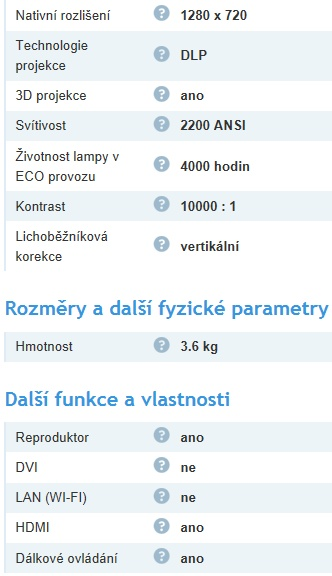 Nativní rozlišení ? 1280 x 720
Technologie
projekce ? DLP
3D projekce ? ano
Svítivost ? 2200 ANSI
Životnost lampy v
ECO provozu ? 4000 hodin
Kontrast ? 10000 : 1
Lichoběžníková
korekce ? vertikální
Rozměry a další fyzické parametry
Hmotnost ? 3.6 kg
Další funkce a vlastnosti
Reproduktor ? ano
DVI ? ne
LAN (WI-FI) ? ne
HDMI ? ano
Dálkové ovládání ? ano